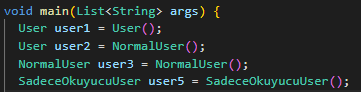 void main(List<String> args) {
  User user1 = User();
  User user2 = NormalUser();
  NormalUser user3 = NormalUser();
  SadeceOkuyucuUser user5 = SadeceOkuyucuUser();